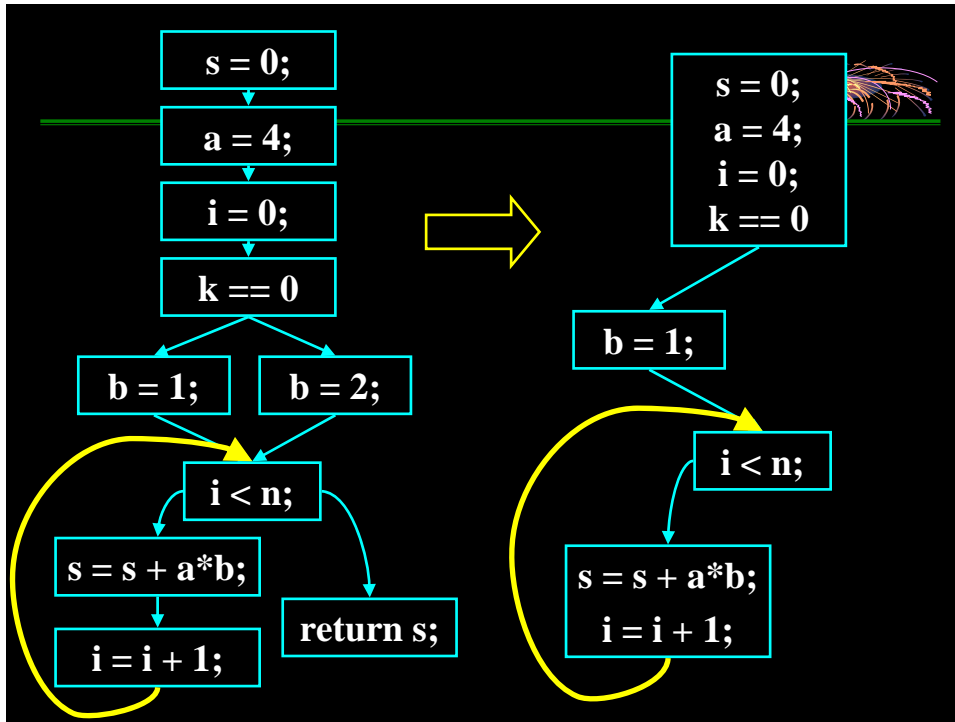 s = 0;
a = 4;
i = 0;
k == 0
b = 1;
b = 2;
i < n;
s = s + a*b;
return s;
i = i + 1;
s = 0;
a = 4;
i = 0;
k == 0
b = 1;
i < n;
s = s + a*b;
i = i + 1;